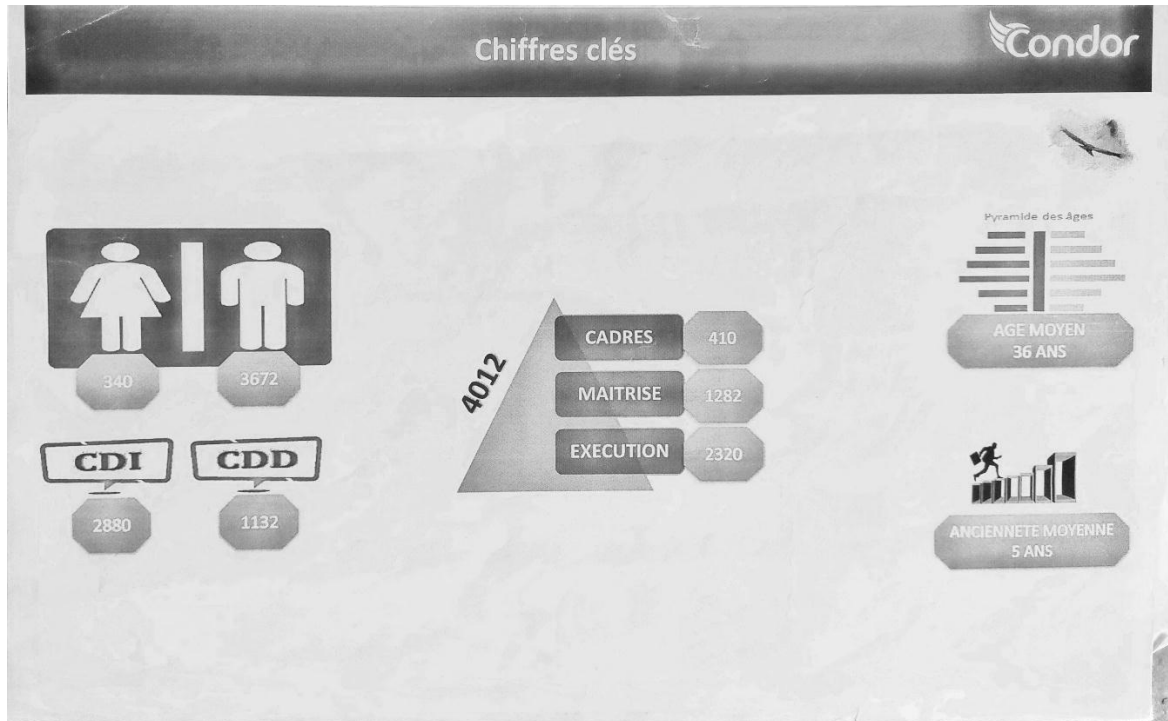 Chiffres clés
Condor
340
3672
CDI
CDD
2880
1132
4012
CADRES
410
MAITRISE
1282
EXECUTION
2320
Pyramide des âges
AGE MOYEN
36 ANS
ANCIENNETE MOYENNE
5 ANS